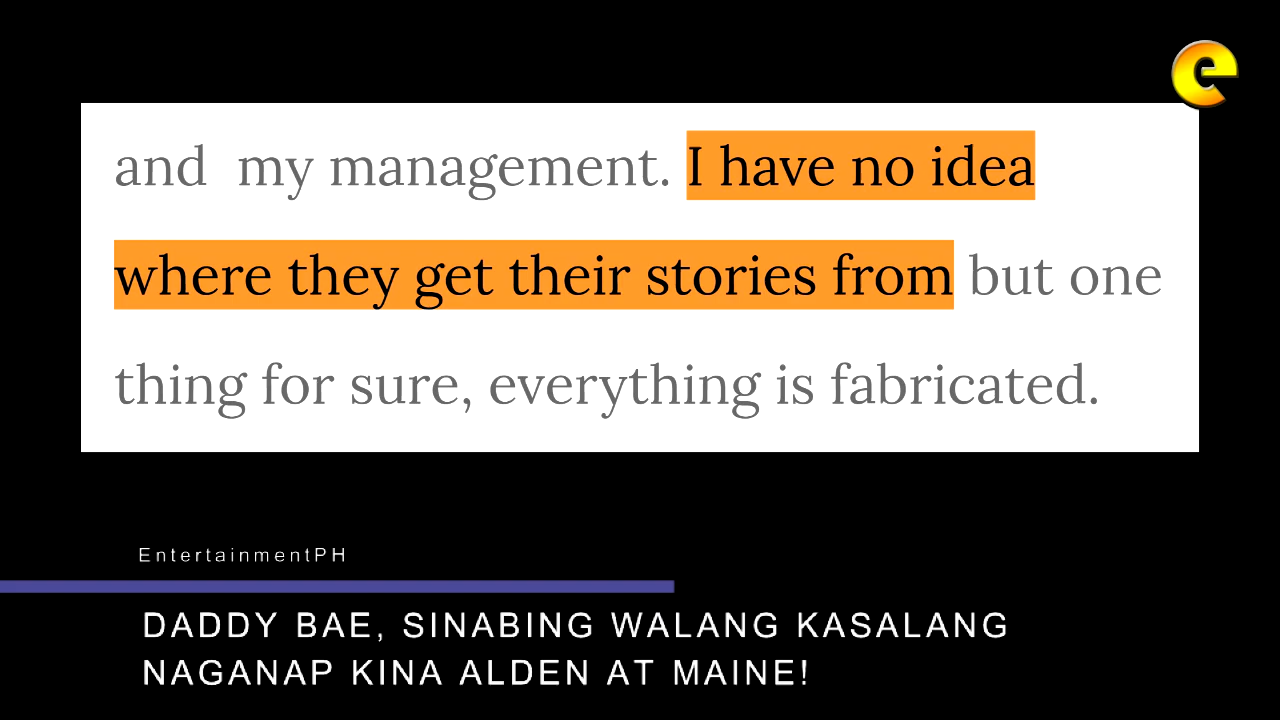 e
and my management. I have no idea
where they get their stories from but one
thing for sure, everything is fabricated.
EntertainmentPH
DADDY BAE, SINABING WALANG KASALANG
NAGANAP KINA ALDEN AT MAINE!